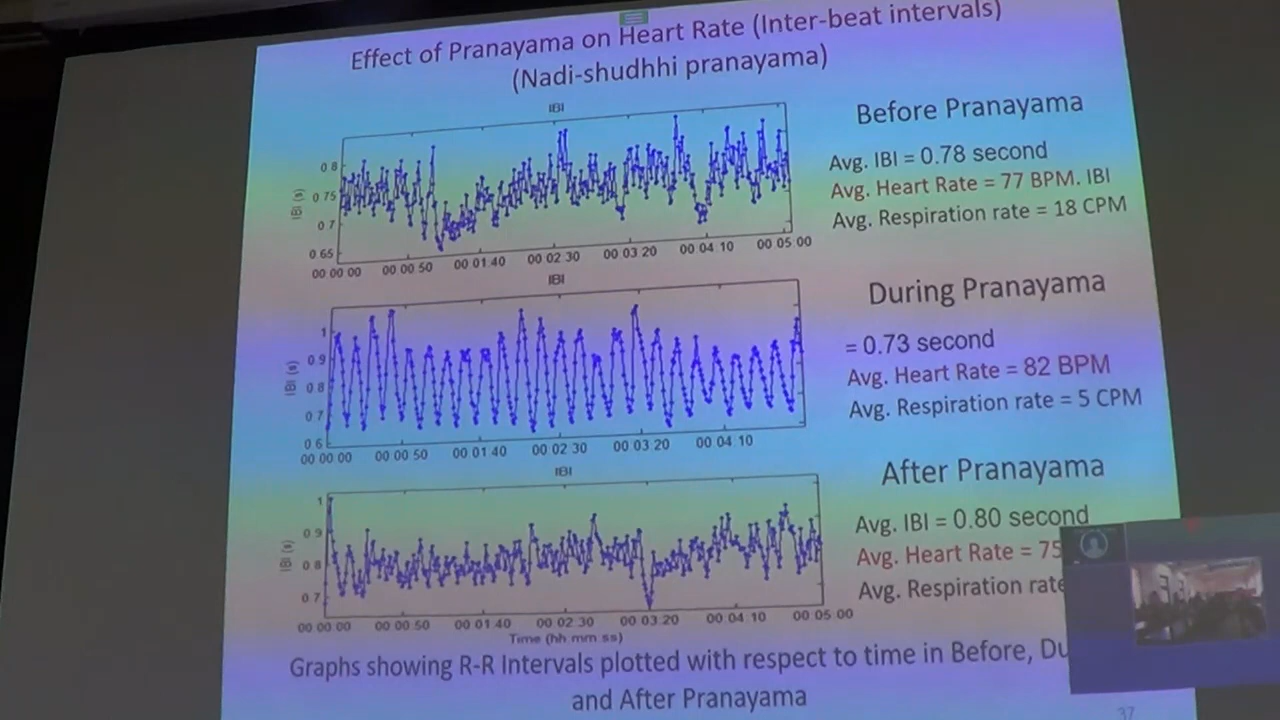 Effect of Pranayama on Heart Rate (Inter-beat intervals)
(Nadi-shudhhi pranayama)
IBI
IBI (s)
0 8
0 75
0 7
0 65
00 00 00 00 00 50 00 01:40 00 02 30 00 03 20 00 04 10 00 05 00
Before Pranayama
Avg. IBI = 0.78 second
Avg. Heart Rate = 77 BPM. IBI
Avg. Respiration rate = 18 CPM
IBI
IBI (s)
1
0.9
0 8
0 7
0 6
00 00 00 00 00 50 00 01 40 00 02 30 00 03 20 00 04 10
During Pranayama
= 0.73 second
Avg. Heart Rate = 82 BPM
Avg. Respiration rate = 5 CPM
IBI
IBI (s)
1
0 9
0 8
0 7
00 00 00 00 00 50 00 01 40 00 02 30 00 03 20 00 04 10 00 05 00
Time (hh mm ss)
After Pranayama
Avg. IBI = 0.80 second
Avg. Heart Rate = 75
Avg. Respiration rate
Graphs showing R-R Intervals plotted with respect to time in Before, Du
and After Pranayama
37